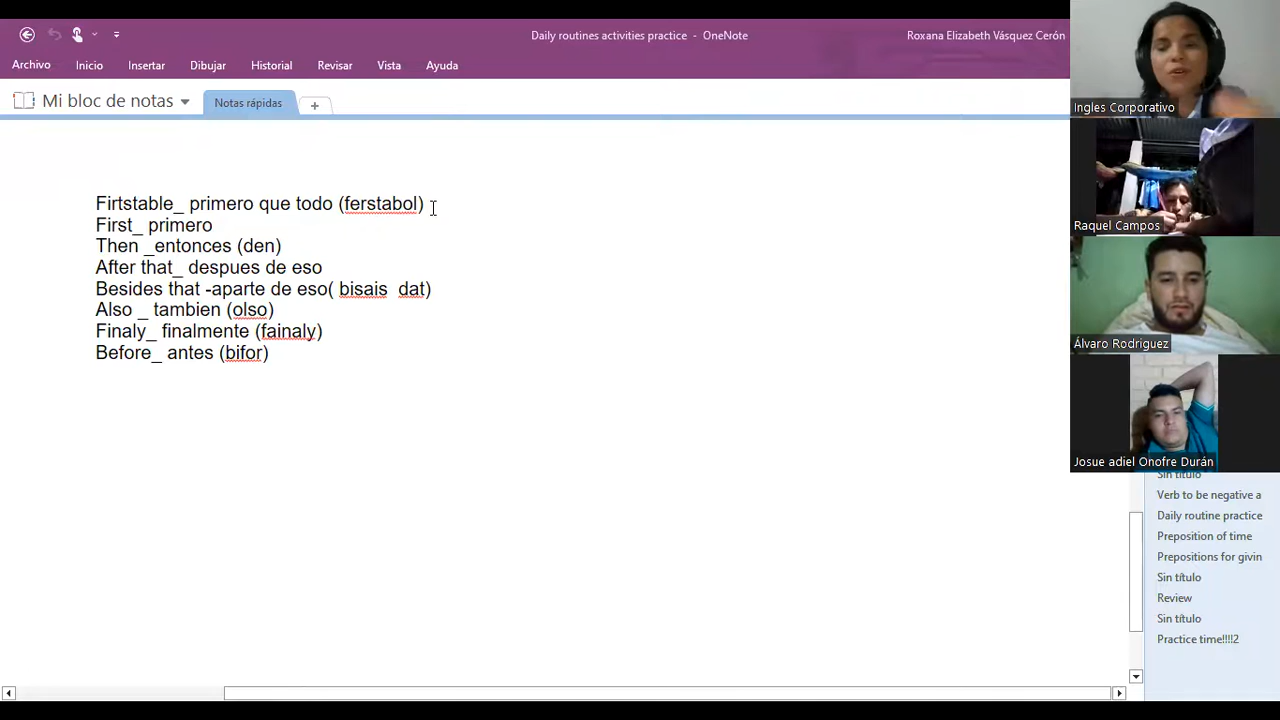 Daily routines activities practice - OneNote
Roxana Elizabeth Vásquez Cerón
Archivo
Inicio
Insertar
Dibujar
Historial
Revisar
Vista
Ayuda
Mi bloc de notas
Notas rápidas
Firtstable_ primero que todo (ferstabol)
First_ primero
Then _entonces (den)
After that_ despues de eso
Besides that -aparte de eso( bisais  dat)
Also _ tambien (olso)
Finaly_ finalmente (fainaly)
Before_ antes (bifor)
Ingles Corporativo
Raquel Campos
Álvaro Rodriguez
Josue adiel Onofre Durán
Sin título
Verb to be negative a
Daily routine practice
Preposition of time
Prepositions for givin
Sin título
Review
Sin título
Practice time!!!!2